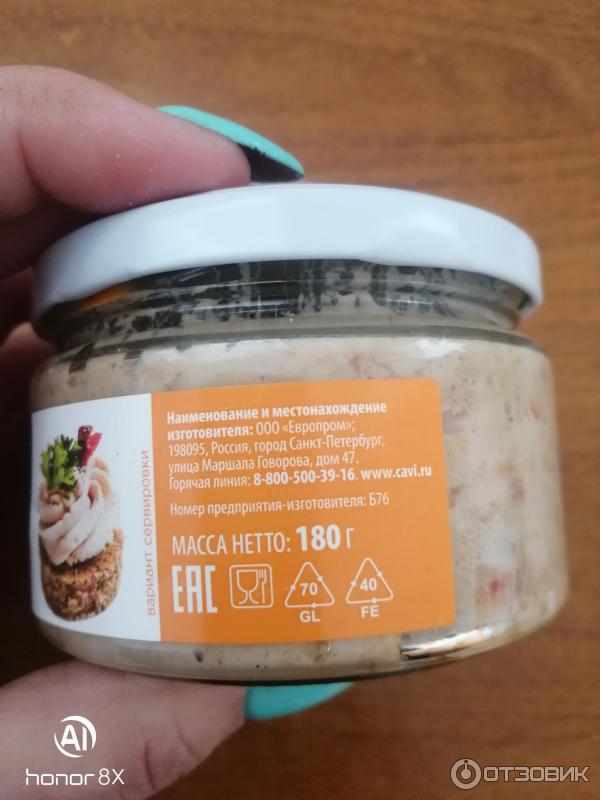 Наименование и местонахождение
изготовителя: ООО «Европром»;
198095, Россия, город Санкт-Петербург,
улица Маршала Говорова, дом 47.
Горячая линия: 8-800-500-39-16. www.cavi.ru
Номер предприятия-изготовителя: Б76
МАССА НЕТТО: 180 г
EAC
70
GL
40
FE
вариант сервировки
AI
honor 8X
ОТЗОВИК